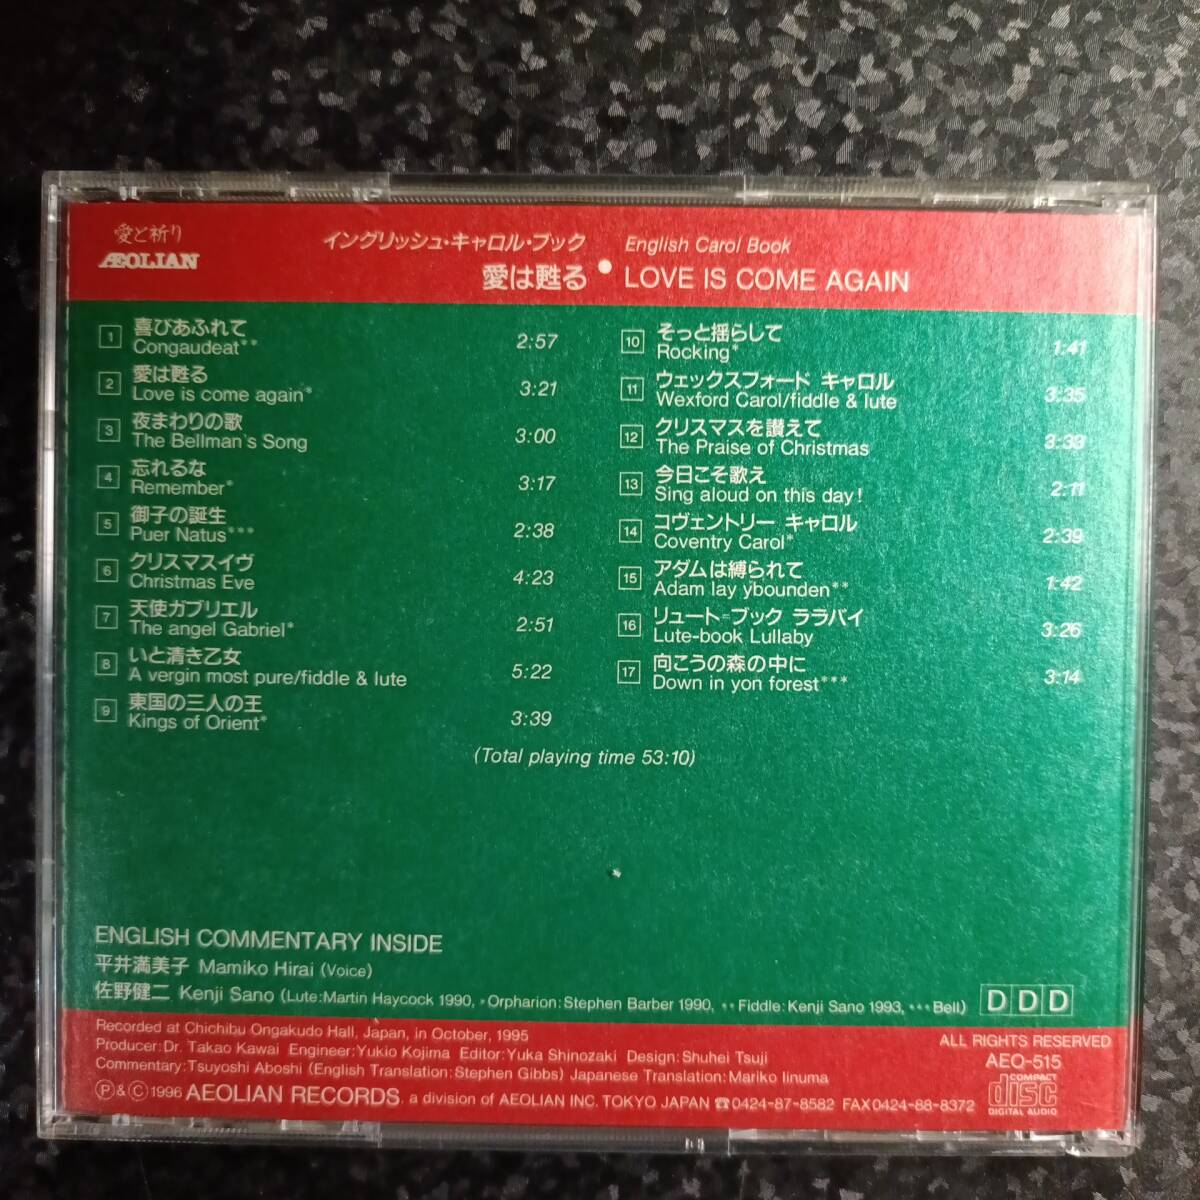 愛と祈り
ÆOLIAN
イングリッシュ・キャロル・ブック English Carol Book
愛は甦る • LOVE IS COME AGAIN
1 喜びあふれて
Congaudeat** 2:57
2 愛は甦る
Love is come again* 3:21
3 夜まわりの歌
The Bellman's Song 3:00
4 忘れるな
Remember* 3:17
5 御子の誕生
Puer Natus*** 2:38
6 クリスマスイヴ
Christmas Eve 4:23
7 天使ガブリエル
The angel Gabriel* 2:51
8 いと清き乙女
A vergin most pure/fiddle & lute 5:22
9 東国の三人の王
Kings of Orient* 3:39
10 そっと揺らして
Rocking* 1:41
11 ウェックスフォード キャロル
Wexford Carol/fiddle & lute 3:35
12 クリスマスを讃えて
The Praise of Christmas 3:33
13 今日こそ歌え
Sing aloud on this day! 2:11
14 コヴェントリー キャロル
Coventry Carol* 2:39
15 アダムは縛られて
Adam lay ybounden** 1:42
16 リュート=ブック ララバイ
Lute-book Lullaby 3:26
17 向こうの森の中に
Down in yon forest*** 3:14
(Total playing time 53:10)
ENGLISH COMMENTARY INSIDE
平井満美子 Mamiko Hirai (Voice)
佐野健二 Kenji Sano (Lute:Martin Haycock 1990, *Orpharion:Stephen Barber 1990, **Fiddle:Kenji Sano 1993, ***Bell) DDD
Recorded at Chichibu Ongakudo Hall, Japan, in October, 1995
Producer:Dr. Takao Kawai Engineer:Yukio Kojima Editor:Yuka Shinozaki Design:Shuhei Tsuji
Commentary:Tsuyoshi Aboshi (English Translation:Stephen Gibbs) Japanese Translation:Mariko Iinuma
Ⓟ&Ⓒ1996 AEOLIAN RECORDS. a division of AEOLIAN INC. TOKYO JAPAN ☎0424-87-8582 FAX0424-88-8372
ALL RIGHTS RESERVED
AEO-515
COMPACT
disc
DIGITAL AUDIO